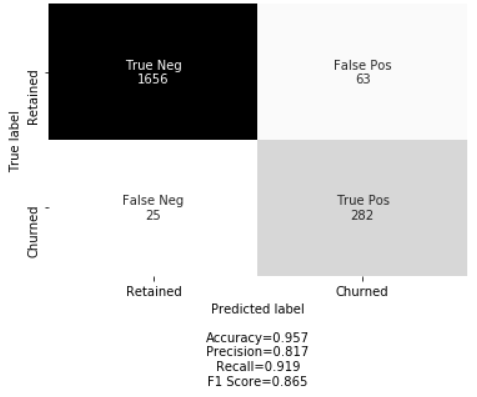 True Neg
1656
False Pos
63
Retained
True label
False Neg
25
True Pos
282
Churned
Retained
Churned
Predicted label
Accuracy=0.957
Precision=0.817
Recall=0.919
F1 Score=0.865